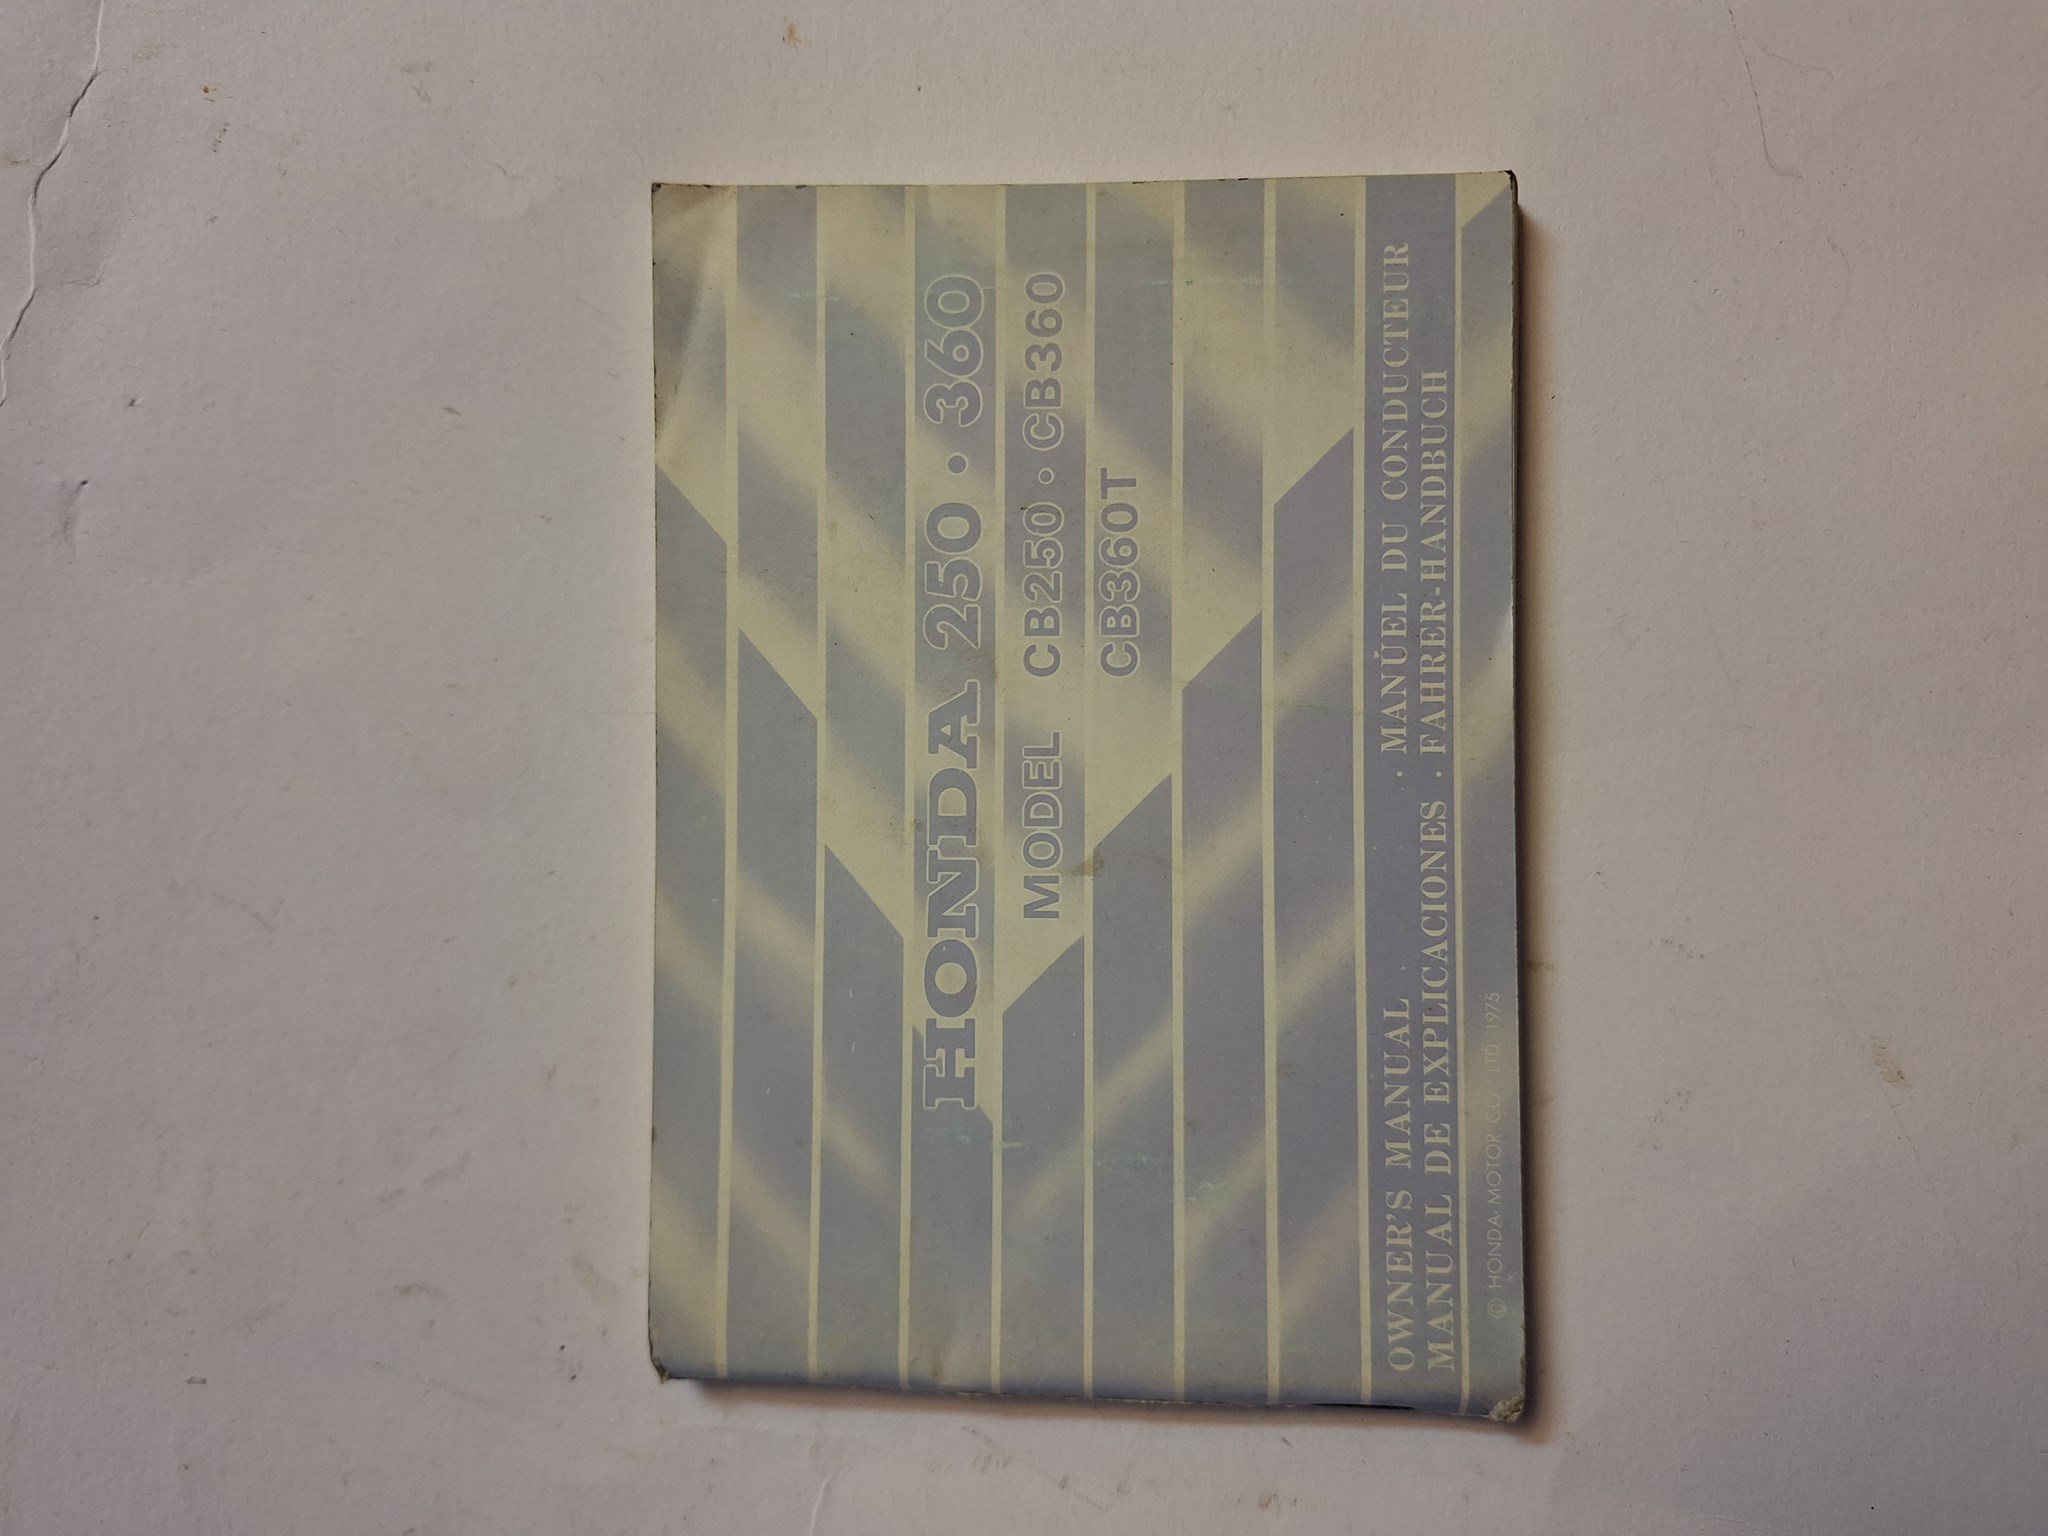 HONDA 250 · 360
MODEL CB250 · CB360
CB360T
OWNER'S MANUAL · MANUEL DU CONDUCTEUR
MANUAL DE EXPLICACIONES · FAHRER-HANDBUCH
© HONDA MOTOR CO., LTD 1975